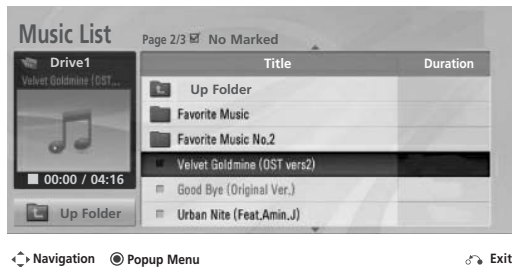 Music List
Page 2/3 No Marked
Drive1
Velvet Goldmine (OST...
00:00 / 04:16
Up Folder
Title Duration
Up Folder
Favorite Music
Favorite Music No.2
Velvet Goldmine (OST vers2)
Good Bye (Original Ver.)
Urban Nite (Feat.Amin.J)
Navigation Popup Menu Exit